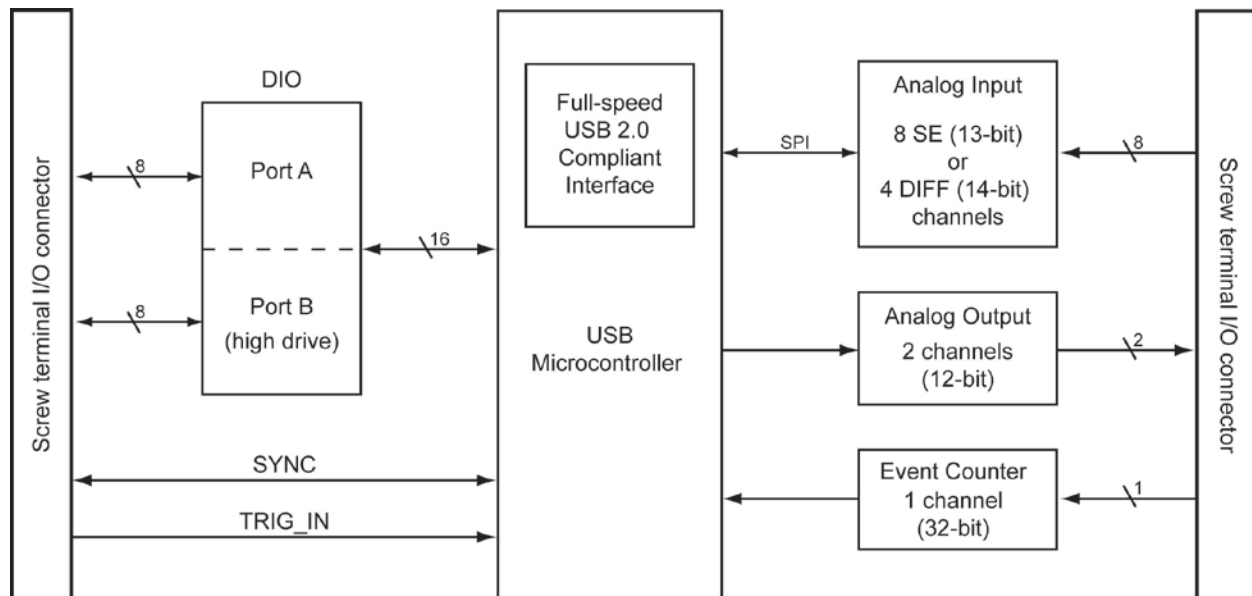 Screw terminal I/O connector
DIO
8
Port A
16
8
Port B
(high drive)
SYNC
TRIG_IN
Full-speed
USB 2.0
Compliant
Interface
USB
Microcontroller
SPI
Analog Input
8 SE (13-bit)
or
4 DIFF (14-bit)
channels
8
Analog Output
2 channels
(12-bit)
2
Event Counter
1 channel
(32-bit)
1
Screw terminal I/O connector